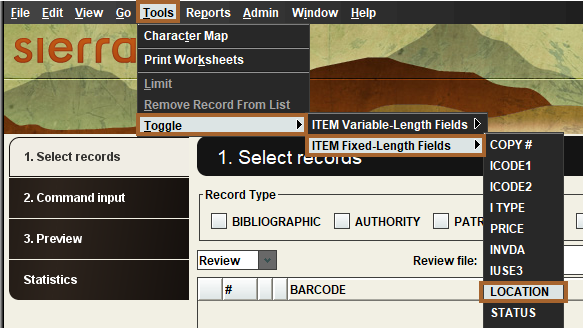 File Edit View Go Tools Reports Admin Window Help
sierra
Character Map
Print Worksheets
Limit
Remove Record From List
Toggle
ITEM Variable-Length Fields
ITEM Fixed-Length Fields
COPY #
ICODE1
ICODE2
I TYPE
PRICE
INVDA
IUSE3
LOCATION
STATUS
1. Select records
2. Command input
3. Preview
Statistics
1. Select records
Record Type
BIBLIOGRAPHIC AUTHORITY PATR
Review Review file:
# BARCODE